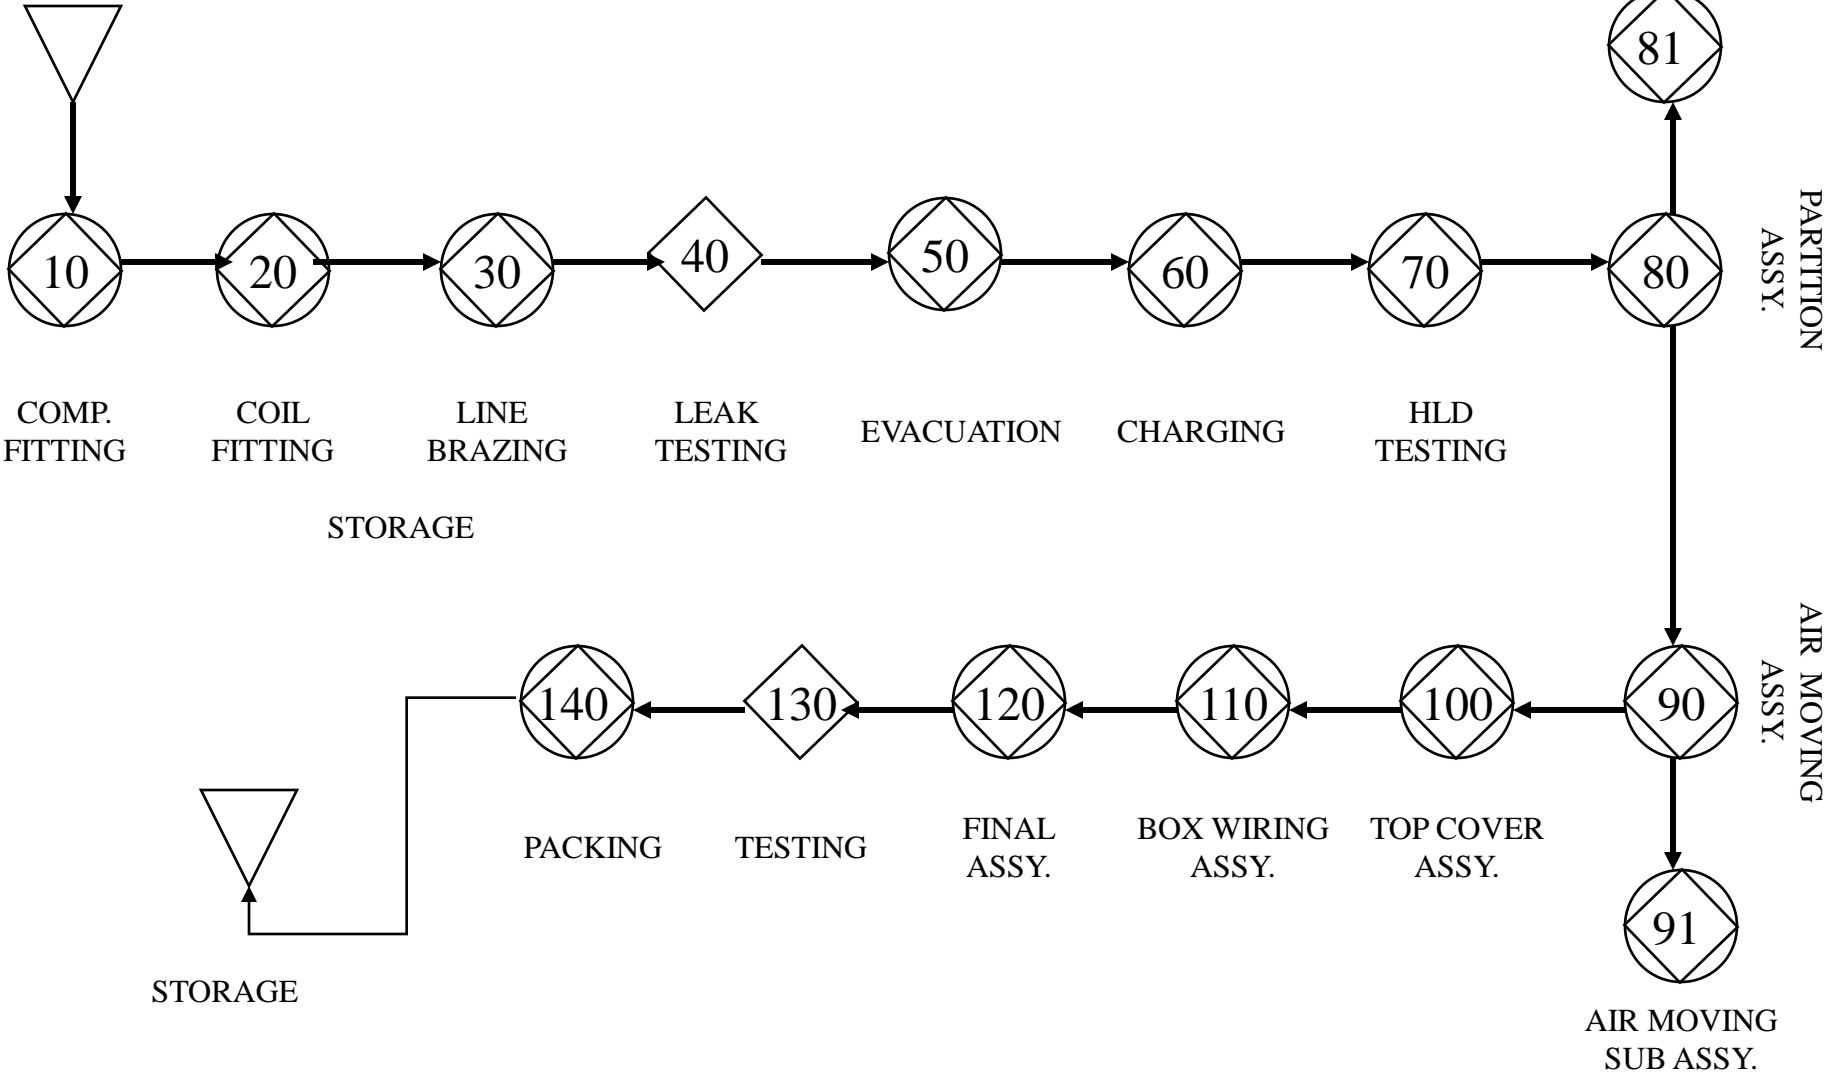 81
10
20
30
40
50
60
70
80
PARTITION
ASSY.
COMP.
FITTING
COIL
FITTING
LINE
BRAZING
LEAK
TESTING
EVACUATION
CHARGING
HLD
TESTING
STORAGE
140
130
120
110
100
90
AIR MOVING
ASSY.
PACKING
TESTING
FINAL
ASSY.
BOX WIRING
ASSY.
TOP COVER
ASSY.
91
STORAGE
AIR MOVING
SUB ASSY.